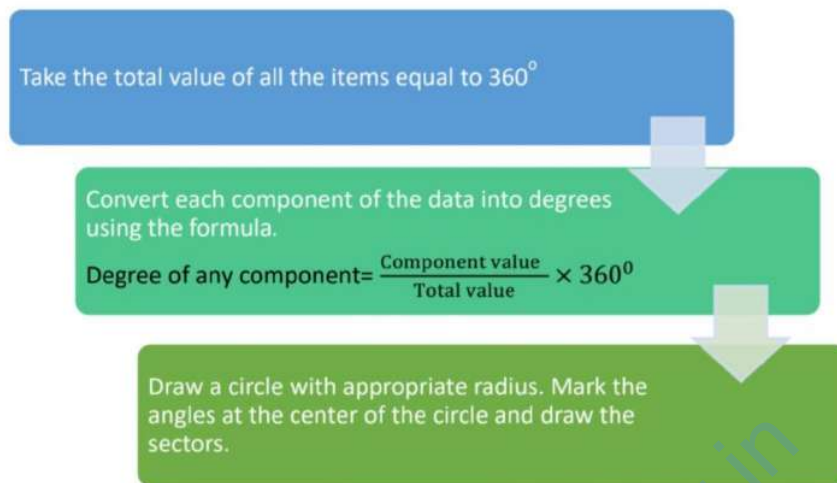 Take the total value of all the items equal to 360°
Convert each component of the data into degrees
using the formula.
Degree of any component= Component value / Total value × 360⁰
Draw a circle with appropriate radius. Mark the
angles at the center of the circle and draw the
sectors.
in